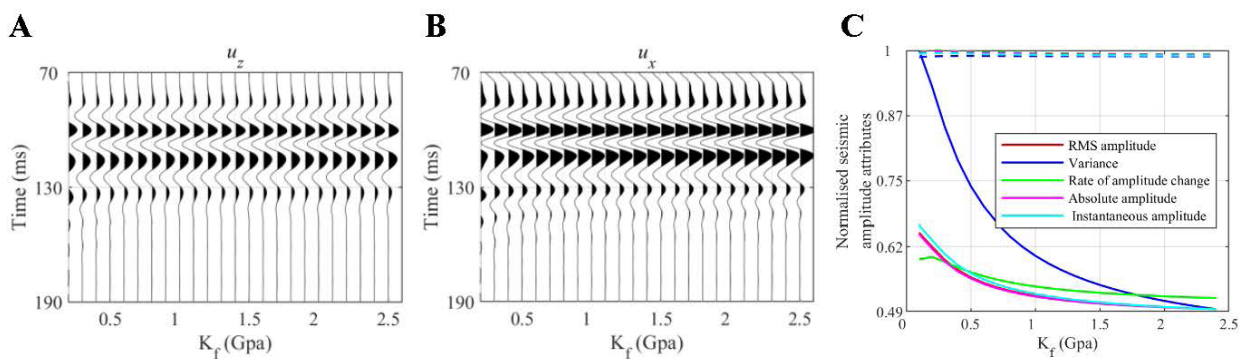 A
u_z
70
130
190
Time (ms)
0.5 1 1.5 2 2.5
K_f (Gpa)
B
u_x
70
130
190
Time (ms)
0.5 1 1.5 2 2.5
K_f (Gpa)
C
1
0.87
0.75
0.62
0.49
Normalised seismic
amplitude attributes
RMS amplitude
Variance
Rate of amplitude change
Absolute amplitude
Instantaneous amplitude
0 0.5 1 1.5 2 2.5
K_f (Gpa)